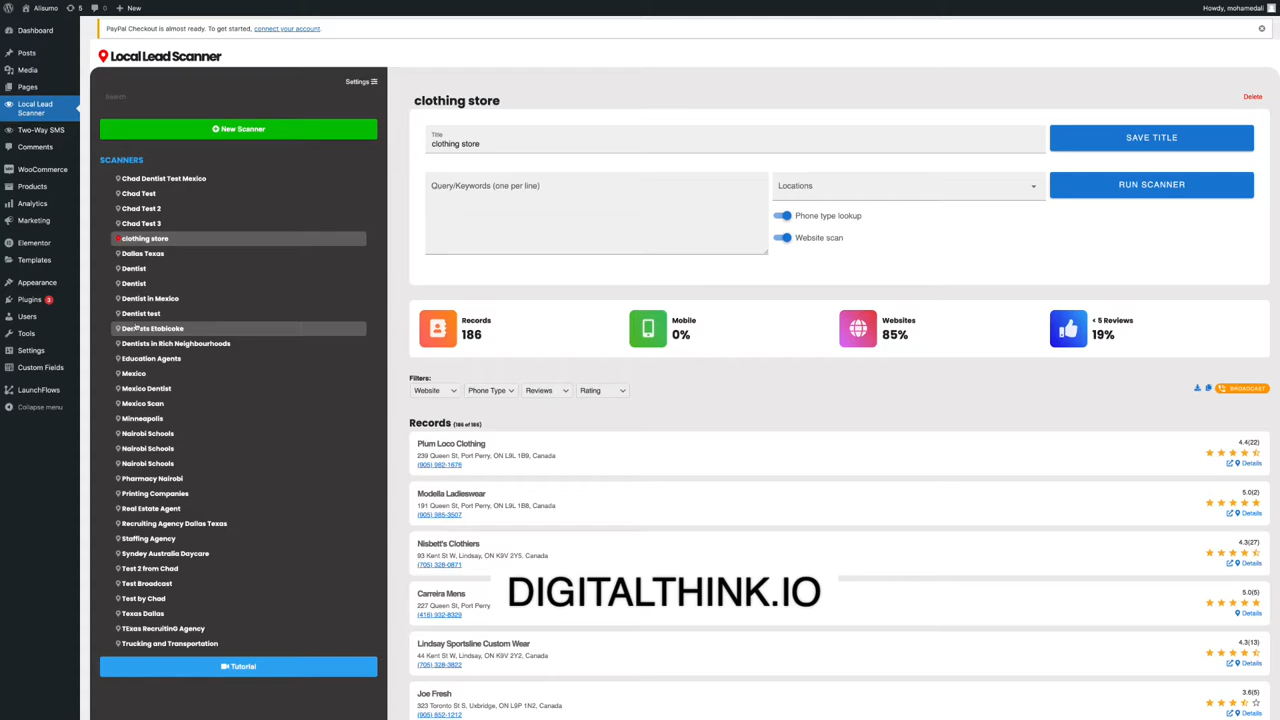 Alisumo 5 0 New
Howdy, mohamedali
Dashboard
Posts
Media
Pages
Local Lead
Scanner
Two-Way SMS
Comments
WooCommerce
Products
Analytics
Marketing
Elementor
Templates
Appearance
Plugins 3
Users
Tools
Settings
Custom Fields
LaunchFlows
Collapse menu
PayPal Checkout is almost ready. To get started, connect your account.
Local Lead Scanner
Settings
Search
New Scanner
SCANNERS
Chad Dentist Test Mexico
Chad Test
Chad Test 2
Chad Test 3
clothing store
Dallas Texas
Dentist
Dentist
Dentist in Mexico
Dentist test
Dentists Etobicoke
Dentists in Rich Neighbourhoods
Education Agents
Mexico
Mexico Dentist
Mexico Scan
Minneapolis
Nairobi Schools
Nairobi Schools
Nairobi Schools
Pharmacy Nairobi
Printing Companies
Real Estate Agent
Recruiting Agency Dallas Texas
Staffing Agency
Syndey Australia Daycare
Test 2 from Chad
Test Broadcast
Test by Chad
Texas Dallas
TExas RecruitinG Agency
Trucking and Transportation
Tutorial
clothing store
Delete
Title
clothing store
SAVE TITLE
Query/Keywords (one per line)
Locations
RUN SCANNER
Phone type lookup
Website scan
Records
186
Mobile
0%
Websites
85%
< 5 Reviews
19%
Filters:
Website
Phone Type
Reviews
Rating
BROADCAST
Records (186 of 186)
Plum Loco Clothing
239 Queen St, Port Perry, ON L9L 1B9, Canada
(905) 982-1676
4.4(22)
Details
Modella Ladieswear
191 Queen St, Port Perry, ON L9L 1B8, Canada
(905) 985-3507
5.0(2)
Details
Nisbett's Clothiers
93 Kent St W, Lindsay, ON K9V 2Y5, Canada
(705) 328-0871
4.3(27)
Details
Carreira Mens
227 Queen St, Port Perry
(416) 932-8329
5.0(5)
Details
DIGITALTHINK.IO
Lindsay Sportsline Custom Wear
44 Kent St W, Lindsay, ON K9V 2Y2, Canada
(705) 328-3822
4.3(13)
Details
Joe Fresh
323 Toronto St S, Uxbridge, ON L9P 1N2, Canada
(905) 852-1212
3.6(5)
Details